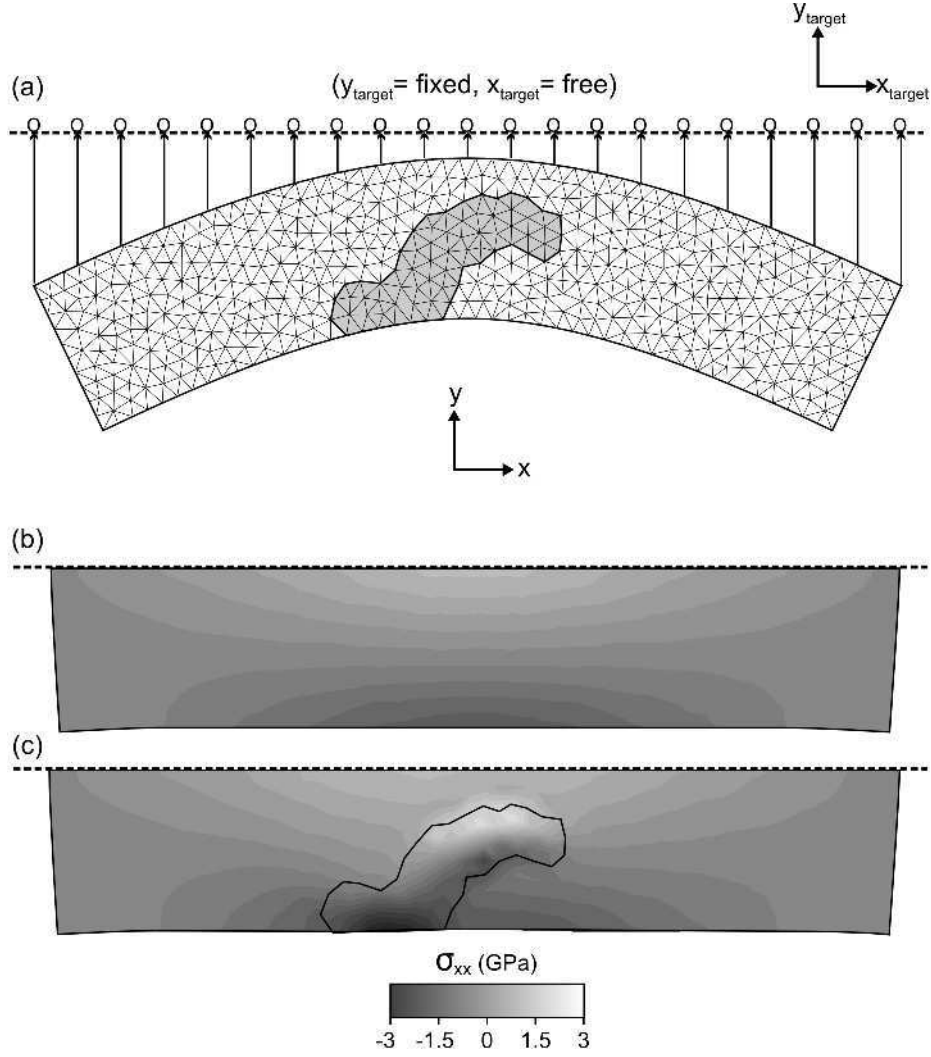 y_target
(a)
(y_target= fixed, x_target= free)
x_target
y
x
(b)
(c)
σ_xx (GPa)
-3 -1.5 0 1.5 3